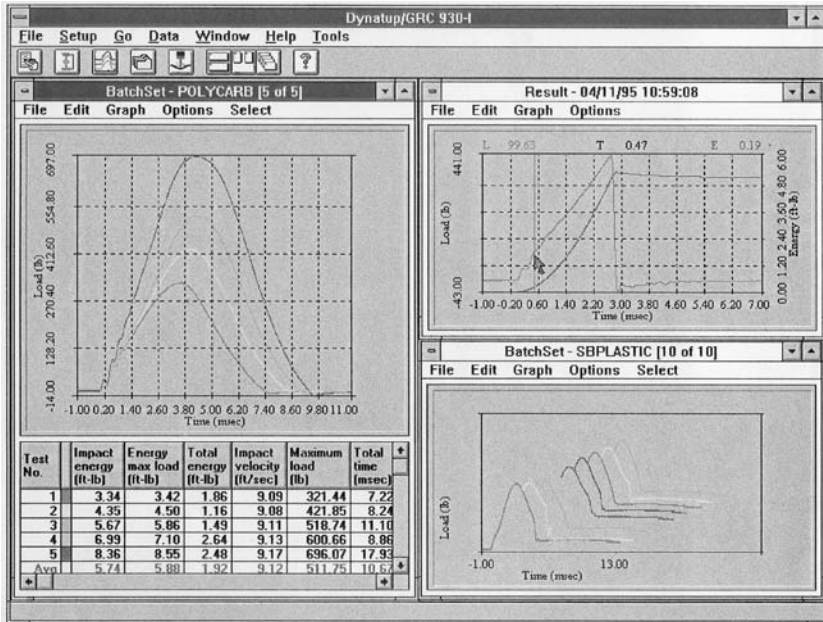 Dynatup/GRC 930-I
File Setup Go Data Window Help Tools
BatchSet - POLYCARB [5 of 5]
File Edit Graph Options Select
697.00
554.80
412.60
270.40
128.20
-14.00
Load (lb)
-1.00 0.20 1.40 2.60 3.80 5.00 6.20 7.40 8.60 9.80 11.00
Time (msec)
Test No. Impact energy (ft-lb) Energy max load (ft-lb) Total energy (ft-lb) Impact velocity (ft/sec) Maximum load (lb) Total time (msec)
1 3.34 3.42 1.86 9.09 321.44 7.22
2 4.35 4.50 1.16 9.08 421.85 8.24
3 5.67 5.86 1.49 9.11 518.74 11.10
4 6.99 7.10 2.64 9.13 600.66 8.86
5 8.36 8.55 2.48 9.17 696.07 17.93
Avg 5.74 5.88 1.92 9.12 511.75 10.67
Result - 04/11/95 10:59:08
File Edit Graph Options
L 99.63 T 0.47 E 0.19
441.00
-43.00
Load (lb)
0.00 1.20 2.40 3.60 4.80 6.00
Energy (ft-lb)
-1.00 -0.20 0.60 1.40 2.20 3.00 3.80 4.60 5.40 6.20 7.00
Time (msec)
BatchSet - SBPLASTIC [10 of 10]
File Edit Graph Options Select
Load (lb)
-1.00 13.00
Time (msec)